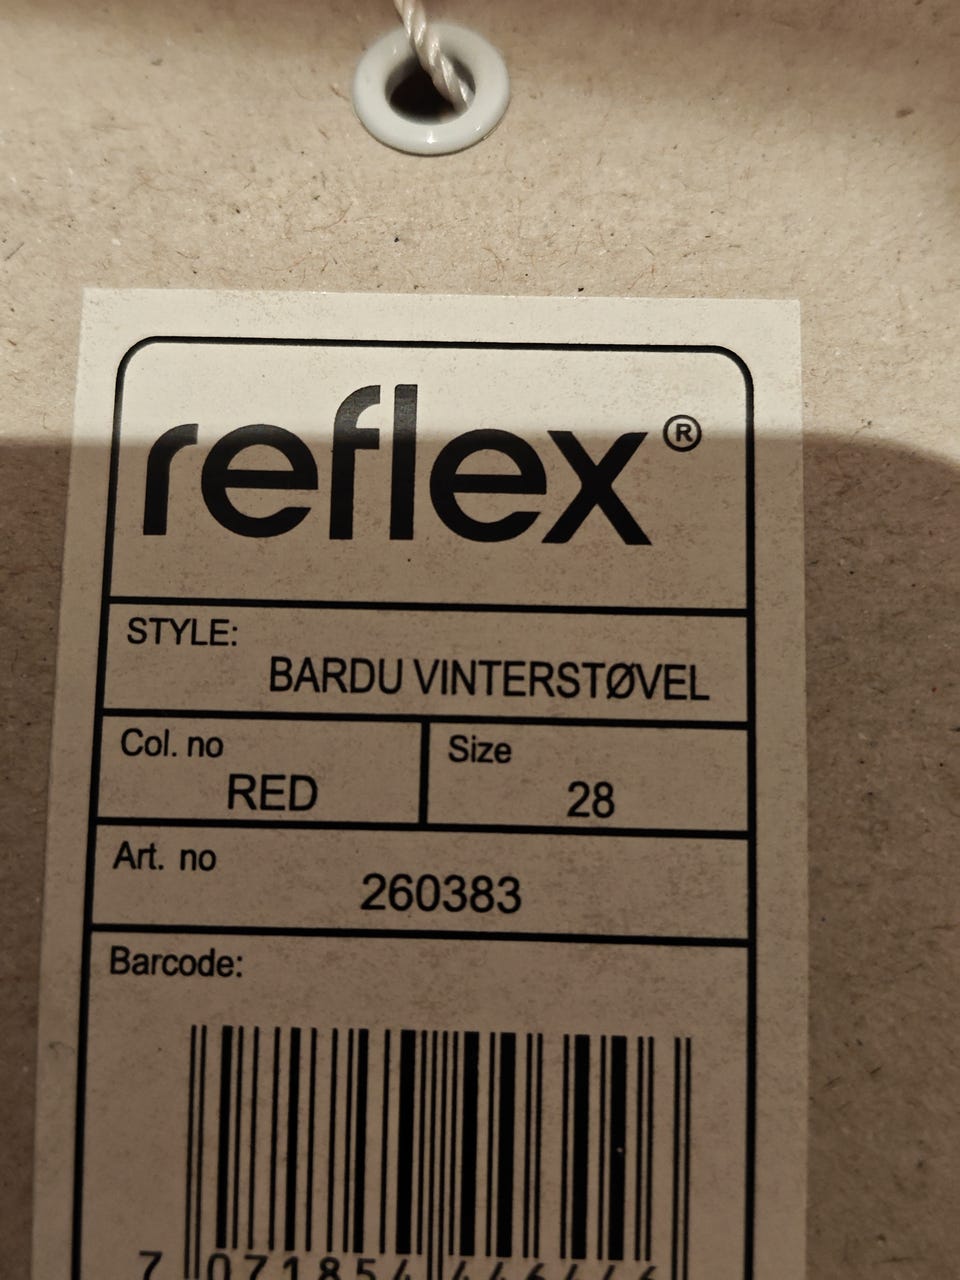 reflex®
STYLE:
BARDU VINTERSTØVEL
Col. no
RED
Size
28
Art. no
260383
Barcode: